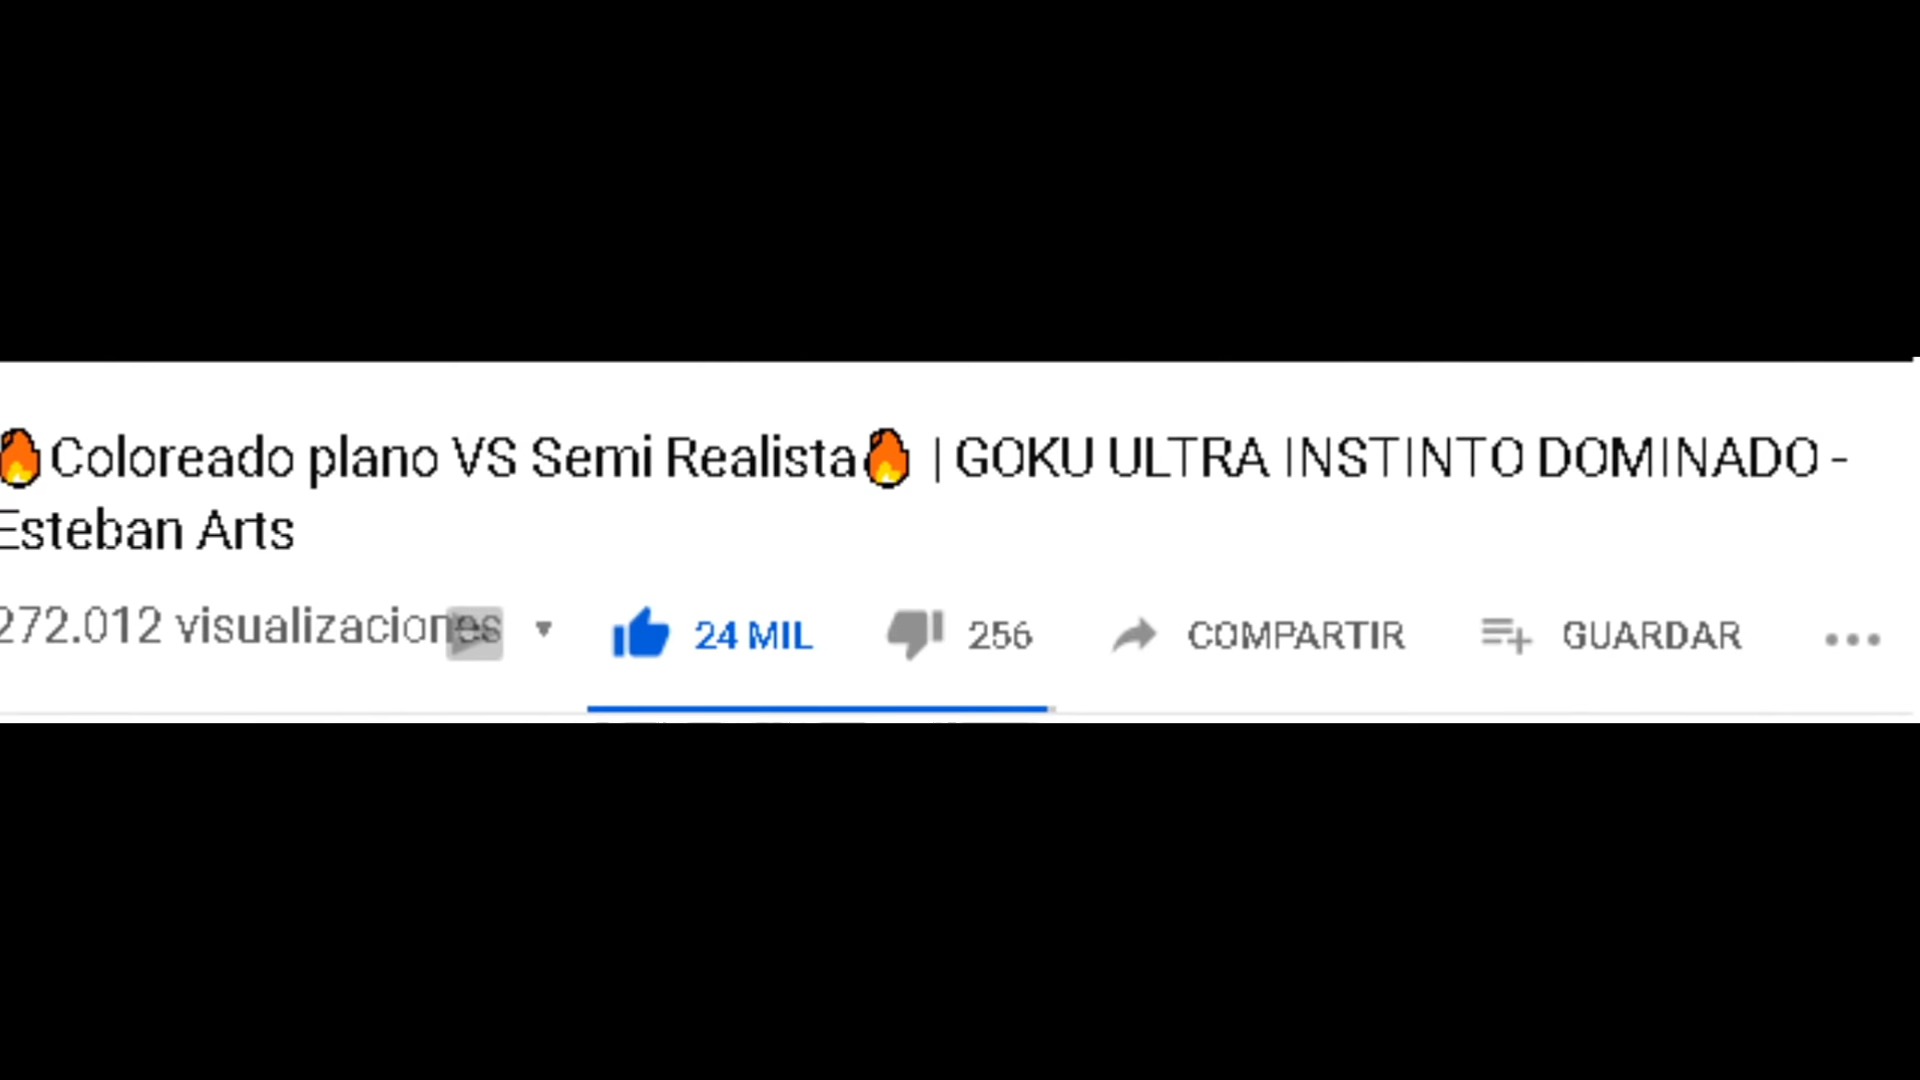 🔥Coloreado plano VS Semi Realista🔥 | GOKU ULTRA INSTINTO DOMINADO -
Esteban Arts
272.012 visualizaciones 24 MIL 256 COMPARTIR GUARDAR